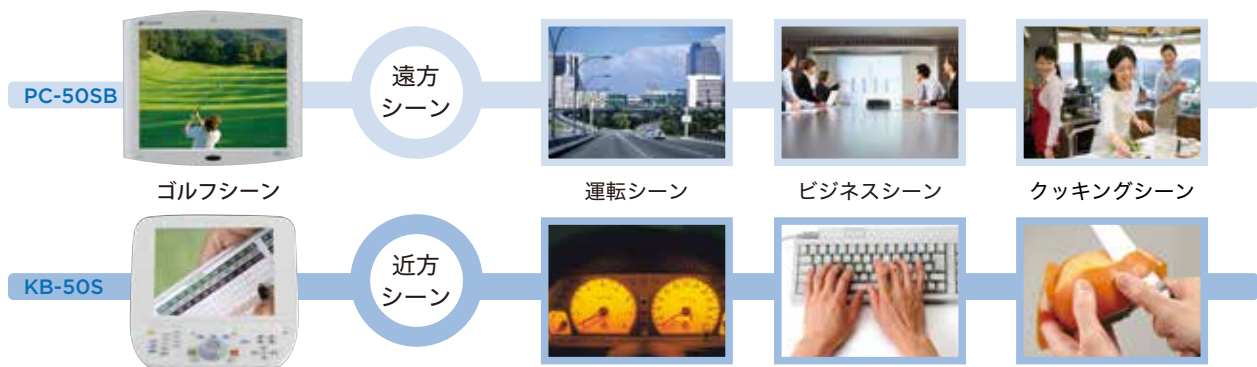 PC-50SB
遠方
シーン
ゴルフシーン
運転シーン
ビジネスシーン
クッキングシーン
KB-50S
近方
シーン